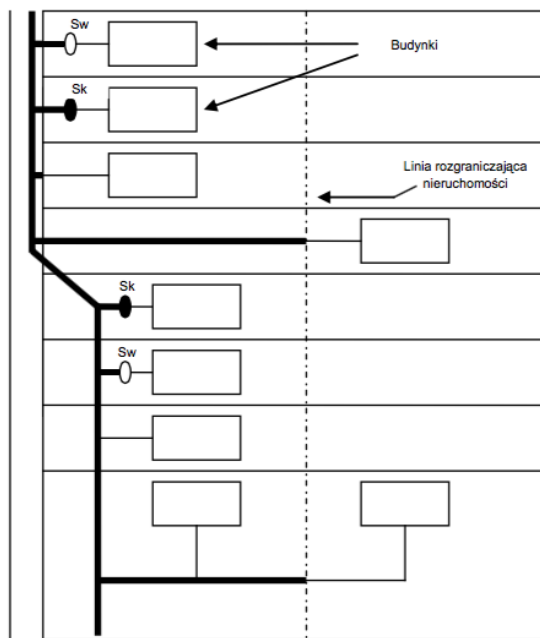 Sw
Budynki
Sk
Linia rozgraniczająca
nieruchomości
Sk
Sw